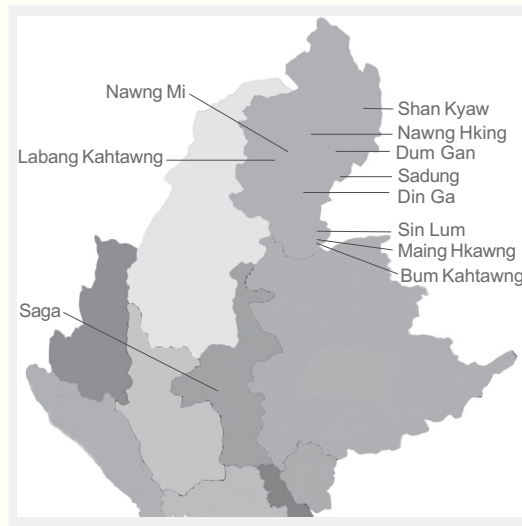 Nawng Mi
Labang Kahtawng
Shan Kyaw
Nawng Hking
Dum Gan
Sadung
Din Ga
Sin Lum
Maing Hkawng
Bum Kahtawng
Saga